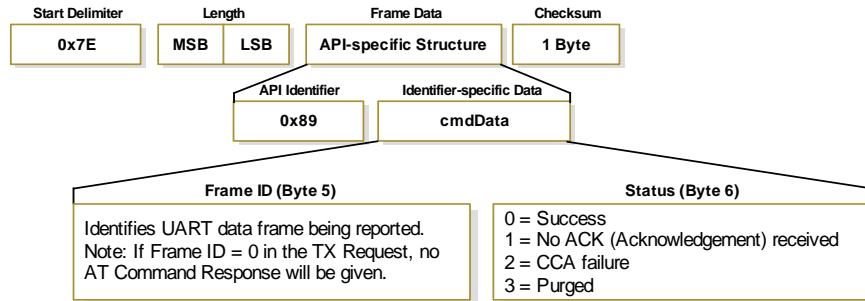 Start Delimiter Length Frame Data Checksum
0x7E MSB LSB API-specific Structure 1 Byte
API Identifier Identifier-specific Data
0x89 cmdData
Frame ID (Byte 5) Status (Byte 6)
Identifies UART data frame being reported.
Note: If Frame ID = 0 in the TX Request, no
AT Command Response will be given.
0 = Success
1 = No ACK (Acknowledgement) received
2 = CCA failure
3 = Purged